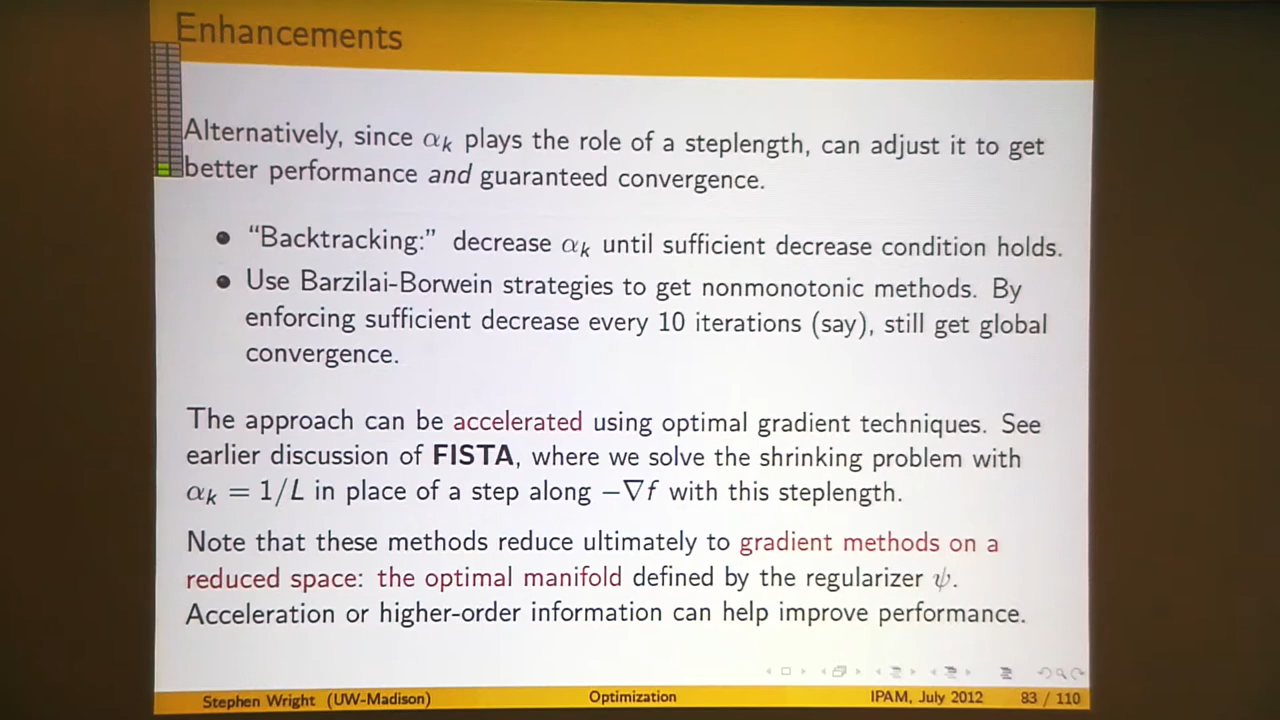 Enhancements
Alternatively, since αk plays the role of a steplength, can adjust it to get
better performance and guaranteed convergence.
● “Backtracking:” decrease αk until sufficient decrease condition holds.
● Use Barzilai-Borwein strategies to get nonmonotonic methods. By
enforcing sufficient decrease every 10 iterations (say), still get global
convergence.
The approach can be accelerated using optimal gradient techniques. See
earlier discussion of FISTA, where we solve the shrinking problem with
αk = 1/L in place of a step along −∇f with this steplength.
Note that these methods reduce ultimately to gradient methods on a
reduced space: the optimal manifold defined by the regularizer ψ.
Acceleration or higher-order information can help improve performance.
Stephen Wright (UW-Madison) Optimization IPAM, July 2012 83 / 110